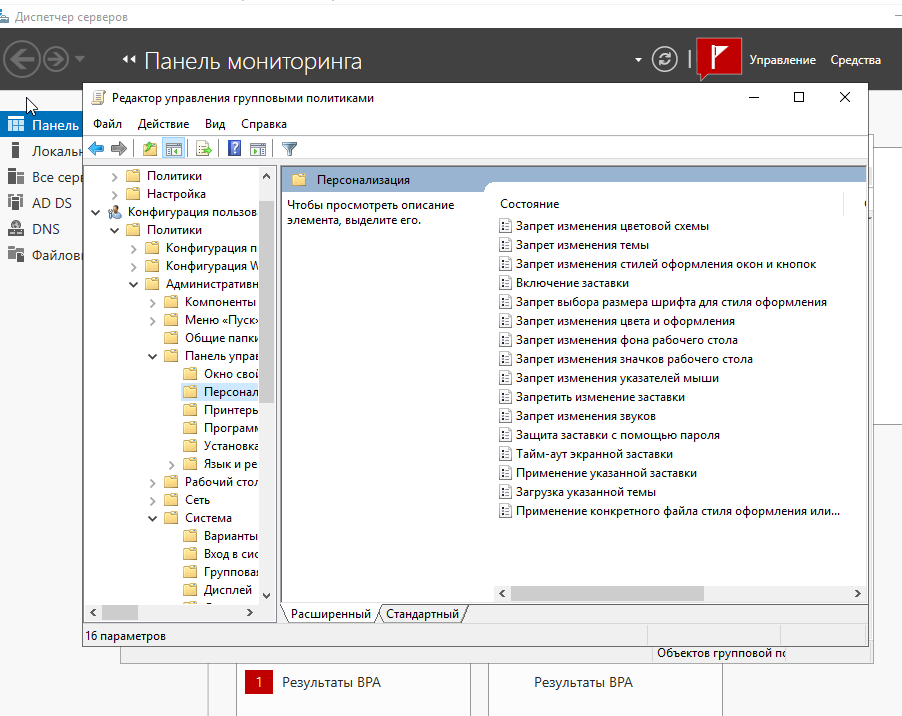 Диспетчер серверов
Панель мониторинга
Управление
Средства
Редактор управления групповыми политиками
Файл Действие Вид Справка
Панель
Локальн
Все сер
AD DS
DNS
Файлов
Политики
Настройка
Конфигурация пользов
Политики
Конфигурация п
Конфигурация W
Административн
Компоненты
Меню «Пуск»
Общие папки
Панель управ
Окно свой
Персонал
Принтеры
Программ
Установка
Язык и ре
Рабочий стол
Сеть
Система
Варианты
Вход в сис
Групповая
Дисплей
Персонализация
Чтобы просмотреть описание
элемента, выделите его.
Состояние
Запрет изменения цветовой схемы
Запрет изменения темы
Запрет изменения стилей оформления окон и кнопок
Включение заставки
Запрет выбора размера шрифта для стиля оформления
Запрет изменения цвета и оформления
Запрет изменения фона рабочего стола
Запрет изменения значков рабочего стола
Запрет изменения указателей мыши
Запретить изменение заставки
Запрет изменения звуков
Защита заставки с помощью пароля
Тайм-аут экранной заставки
Применение указанной заставки
Загрузка указанной темы
Применение конкретного файла стиля оформления или...
Расширенный Стандартный
16 параметров
Объектов групповой по
1 Результаты BPA
Результаты BPA